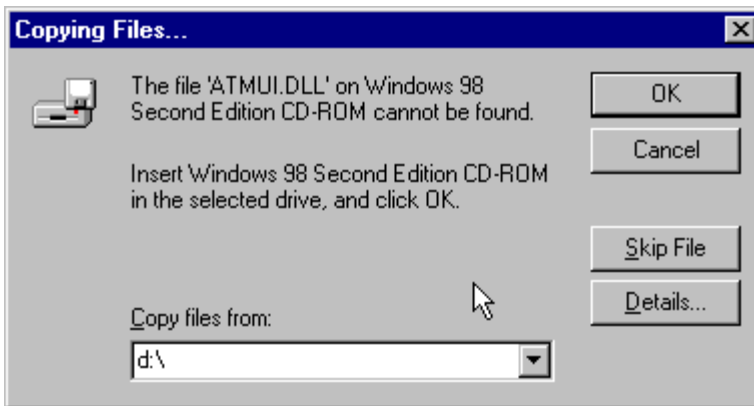 Copying Files...
The file 'ATMUI.DLL' on Windows 98
Second Edition CD-ROM cannot be found.
Insert Windows 98 Second Edition CD-ROM
in the selected drive, and click OK.
Copy files from:
d:\
OK
Cancel
Skip File
Details...